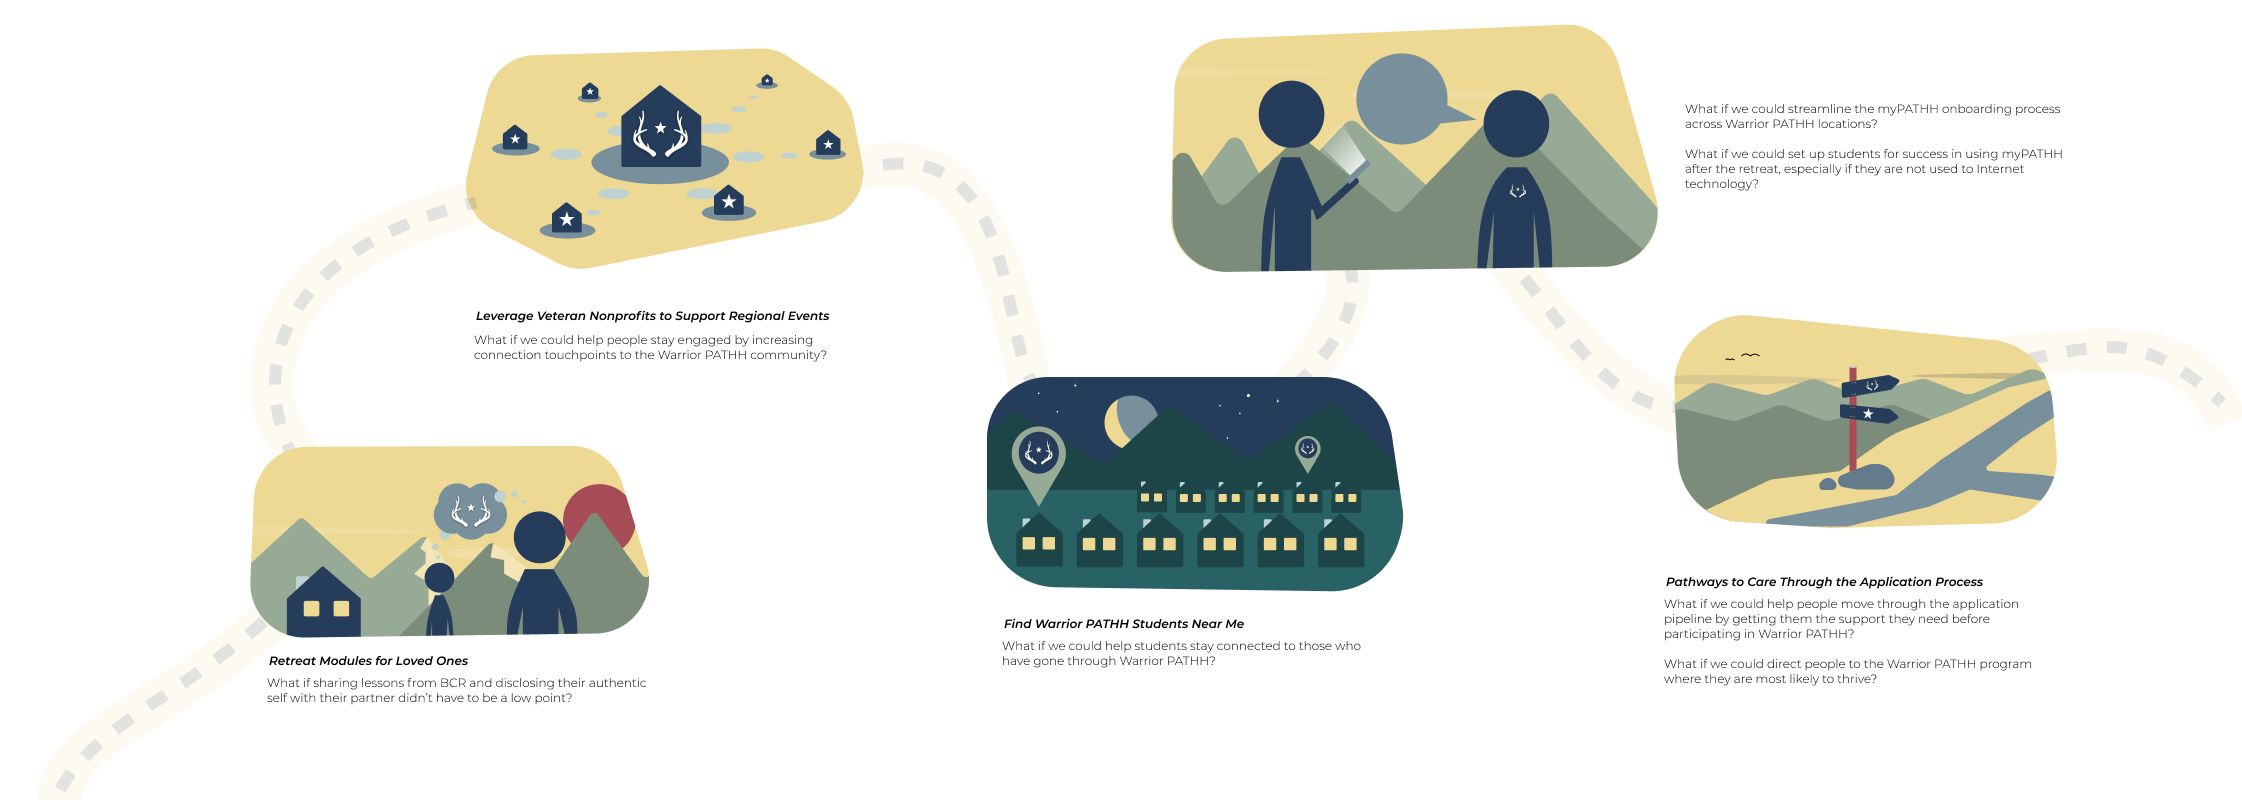 Leverage Veteran Nonprofits to Support Regional Events
What if we could help people stay engaged by increasing
connection touchpoints to the Warrior PATHH community?
Retreat Modules for Loved Ones
What if sharing lessons from BCR and disclosing their authentic
self with their partner didn't have to be a low point?
Find Warrior PATHH Students Near Me
What if we could help students stay connected to those who
have gone through Warrior PATHH?
What if we could streamline the myPATHH onboarding process
across Warrior PATHH locations?
What if we could set up students for success in using myPATHH
after the retreat, especially if they are not used to Internet
technology?
Pathways to Care Through the Application Process
What if we could help people move through the application
pipeline by getting them the support they need before
participating in Warrior PATHH?
What if we could direct people to the Warrior PATHH program
where they are most likely to thrive?